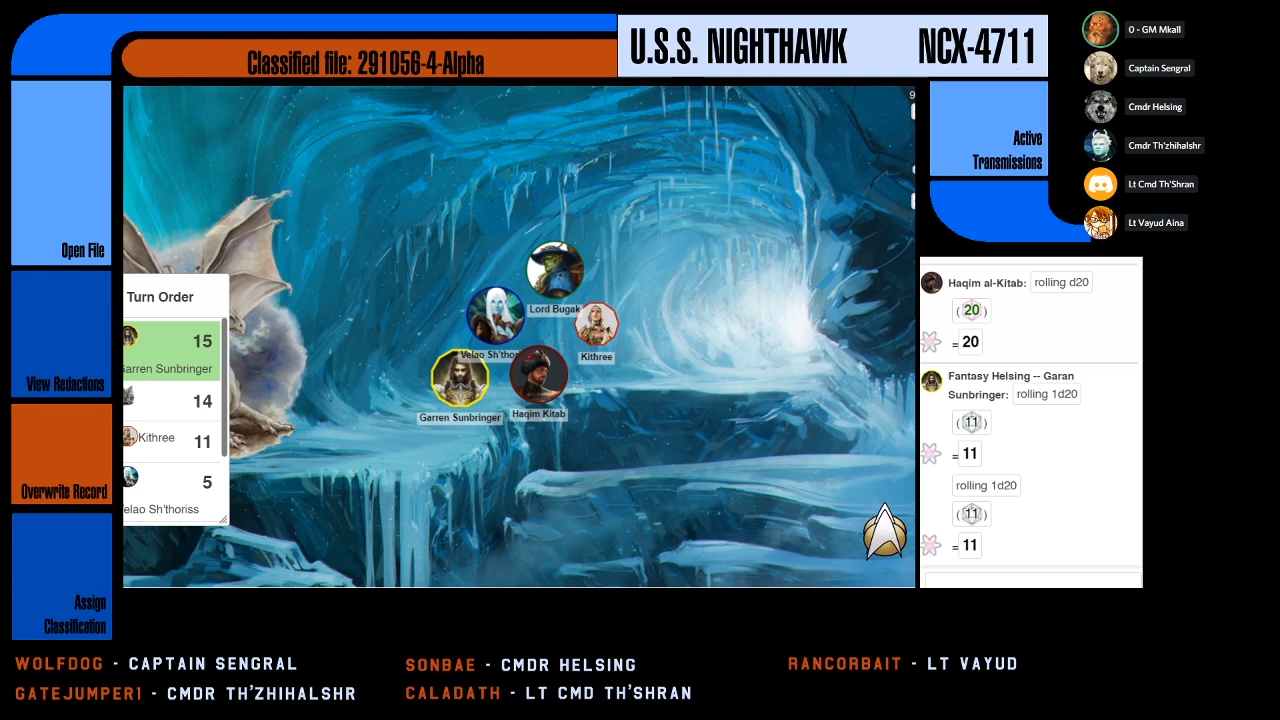 U.S.S. NIGHTHAWK NCX-4711
Classified file: 291056-4-Alpha
0 - GM Mkall
Captain Sengral
Cmdr Helsing
Cmdr Th'zhihalshr
Lt Cmd Th'Shran
Lt Vayud Aina
Active
Transmissions
Open File
View Redactions
Overwrite Record
Assign
Classification
9
Turn Order
15
Garren Sunbringer
14
Kithree 11
5
elao Sh'thoriss
Lord Bugak
Velao Sh'thor
Kithree
Garren Sunbringer
Haqim Kitab
Haqim al-Kitab: rolling d20
(20)
=20
Fantasy Helsing -- Garan
Sunbringer: rolling 1d20
(11)
=11
rolling 1d20
(11)
=11
WOLFDOG - CAPTAIN SENGRAL
SONBAE - CMDR HELSING
RANCORBAIT - LT VAYUD
GATEJUMPER1 - CMDR TH'ZHIHALSHR
CALADATH - LT CMD TH'SHRAN